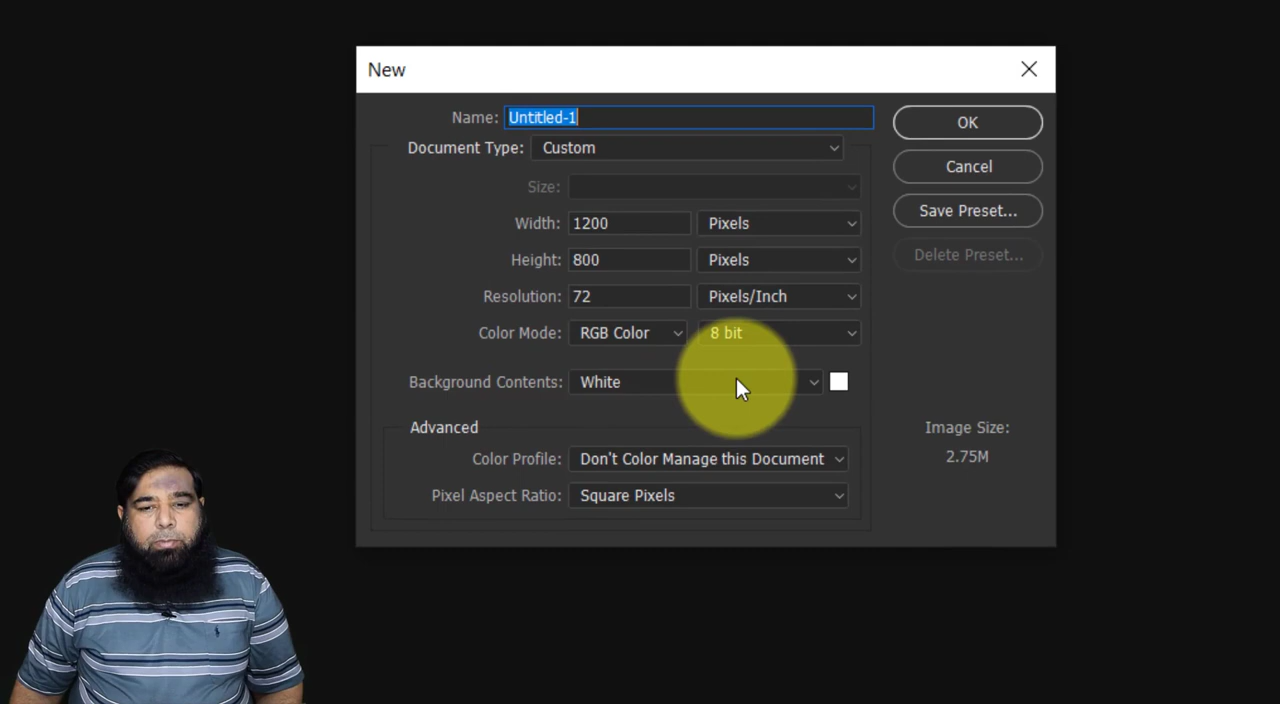 New
Name: Untitled-1
OK
Document Type: Custom
Cancel
Size:
Save Preset...
Width: 1200 Pixels
Delete Preset...
Height: 800 Pixels
Resolution: 72 Pixels/Inch
Color Mode: RGB Color 8 bit
Background Contents: White
Advanced
Image Size:
2.75M
Color Profile: Don't Color Manage this Document
Pixel Aspect Ratio: Square Pixels